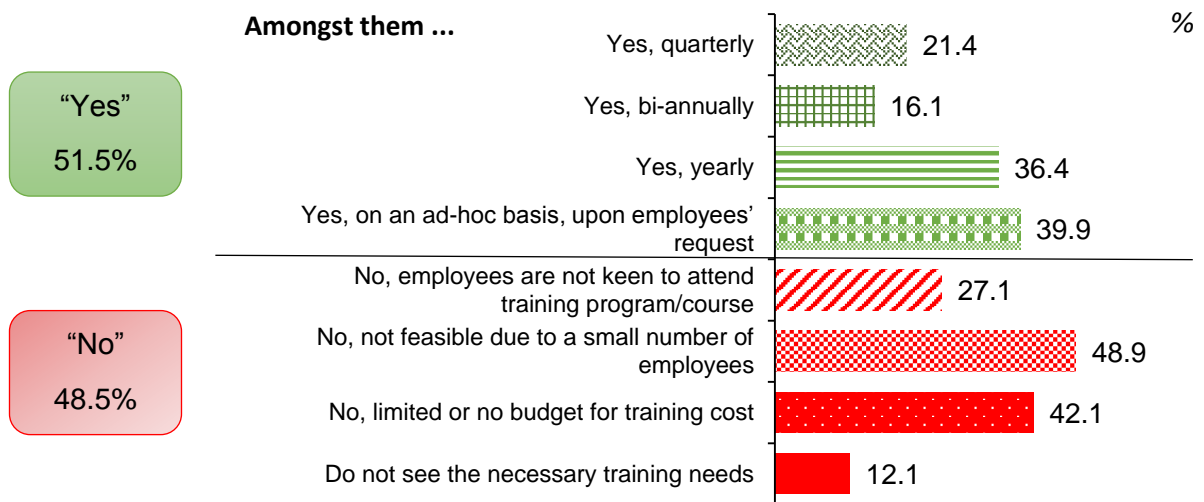 Amongst them ...
%
“Yes”
51.5%
Yes, quarterly
21.4
Yes, bi-annually
16.1
Yes, yearly
36.4
Yes, on an ad-hoc basis, upon employees’
request
39.9
“No”
48.5%
No, employees are not keen to attend
training program/course
27.1
No, not feasible due to a small number of
employees
48.9
No, limited or no budget for training cost
42.1
Do not see the necessary training needs
12.1